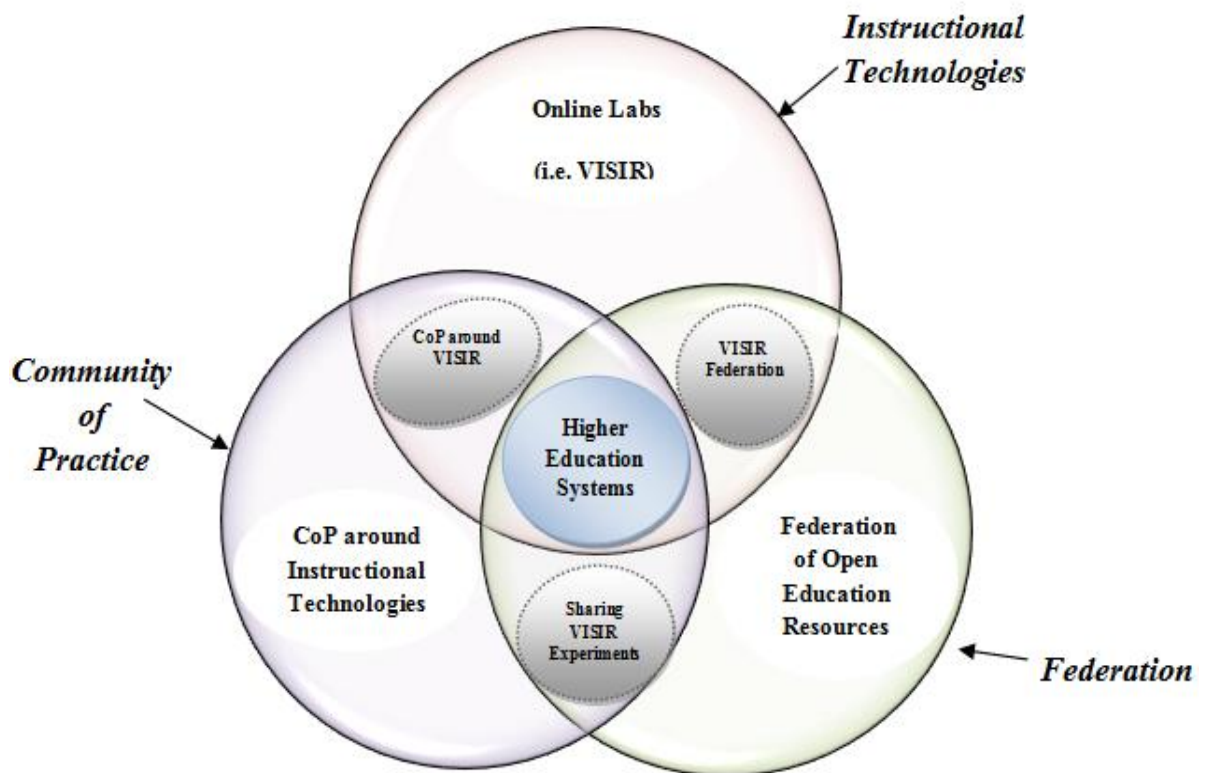 Instructional
Technologies
Online Labs
(i.e. VISIR)
CoP around
VISIR
VISIR
Federation
Community
of
Practice
Higher
Education
Systems
CoP around
Instructional
Technologies
Federation
of Open
Education
Resources
Sharing
VISIR
Experiments
Federation